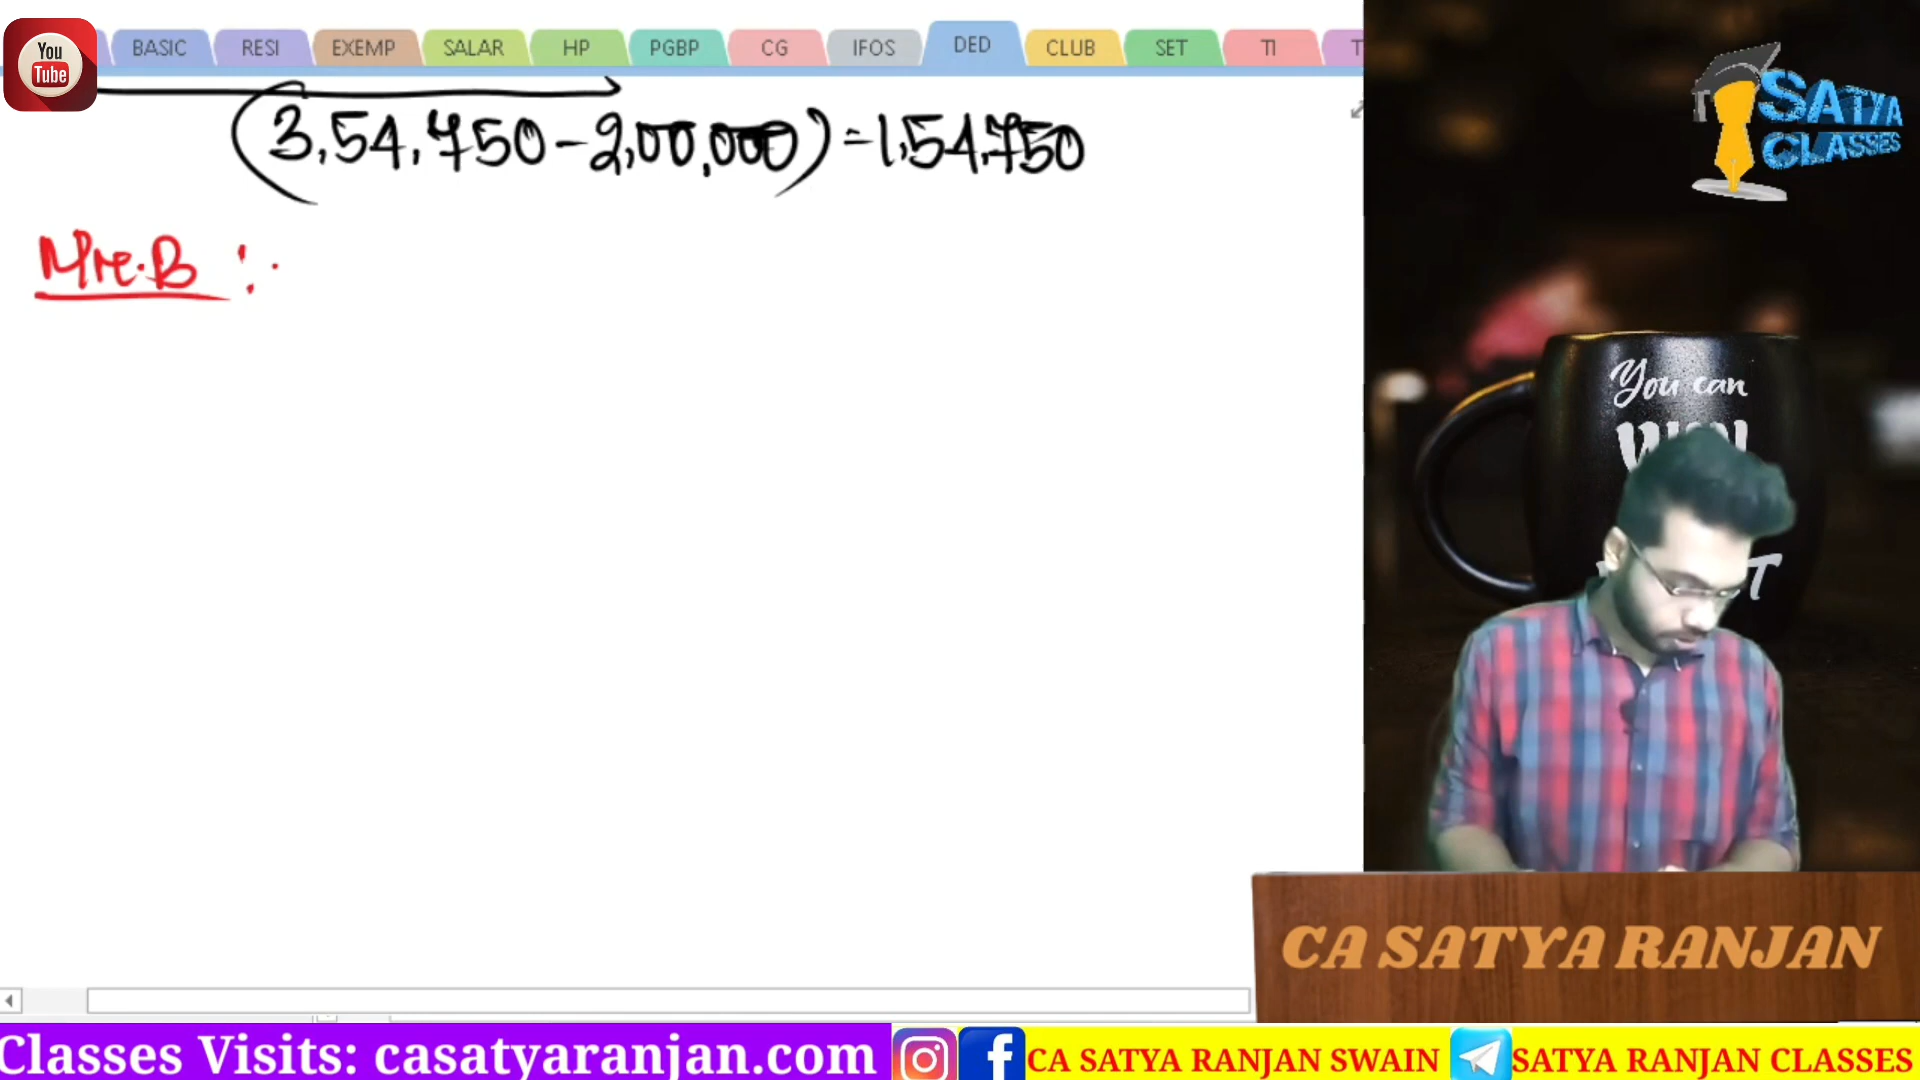 You
Tube
BASIC RESI EXEMP SALAR HP PGBP CG IFOS DED CLUB SET TI T
(3,54,750-2,00,000) = 1,54,750
Mr.B :-
SATYA
CLASSES
You can
CA SATYA RANJAN
Classes Visits: casatyaranjan.com CA SATYA RANJAN SWAIN SATYA RANJAN CLASSES